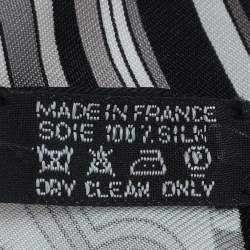 MADE IN FRANCE
SOIE 100% SILK
DRY CLEAN ONLY